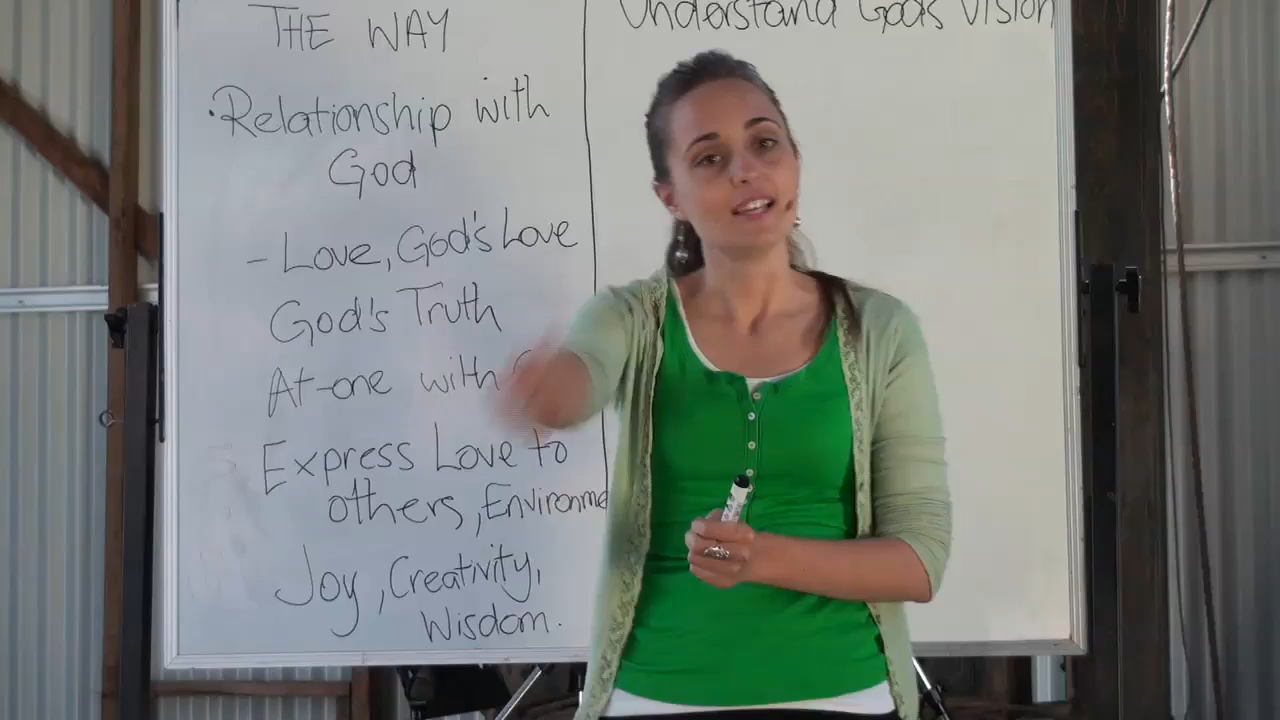 THE WAY
Understand God's Vision
·Relationship with
God
- Love, God's Love
God's Truth
At-one with
Express Love to
others, Environme
Joy, Creativity,
Wisdom.